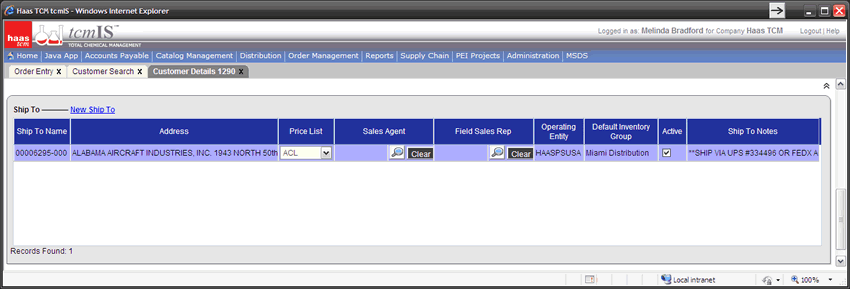 Haas TCM tcmIS - Windows Internet Explorer
haas tcm
tcmIS™
TOTAL CHEMICAL MANAGEMENT
Logged in as: Melinda Bradford for Company Haas TCM Logout | Help
Home | Java App | Accounts Payable | Catalog Management | Distribution | Order Management | Reports | Supply Chain | PEI Projects | Administration | MSDS
Order Entry x Customer Search x Customer Details 1290 x
Ship To New Ship To
Ship To Name Address Price List Sales Agent Field Sales Rep Operating Entity Default Inventory Group Active Ship To Notes
00006295-000 ALABAMA AIRCRAFT INDUSTRIES, INC. 1943 NORTH 50th ACL Clear Clear HAASPSUSA Miami Distribution **SHIP VIA UPS #334496 OR FEDX A
Records Found: 1
Local intranet 100%